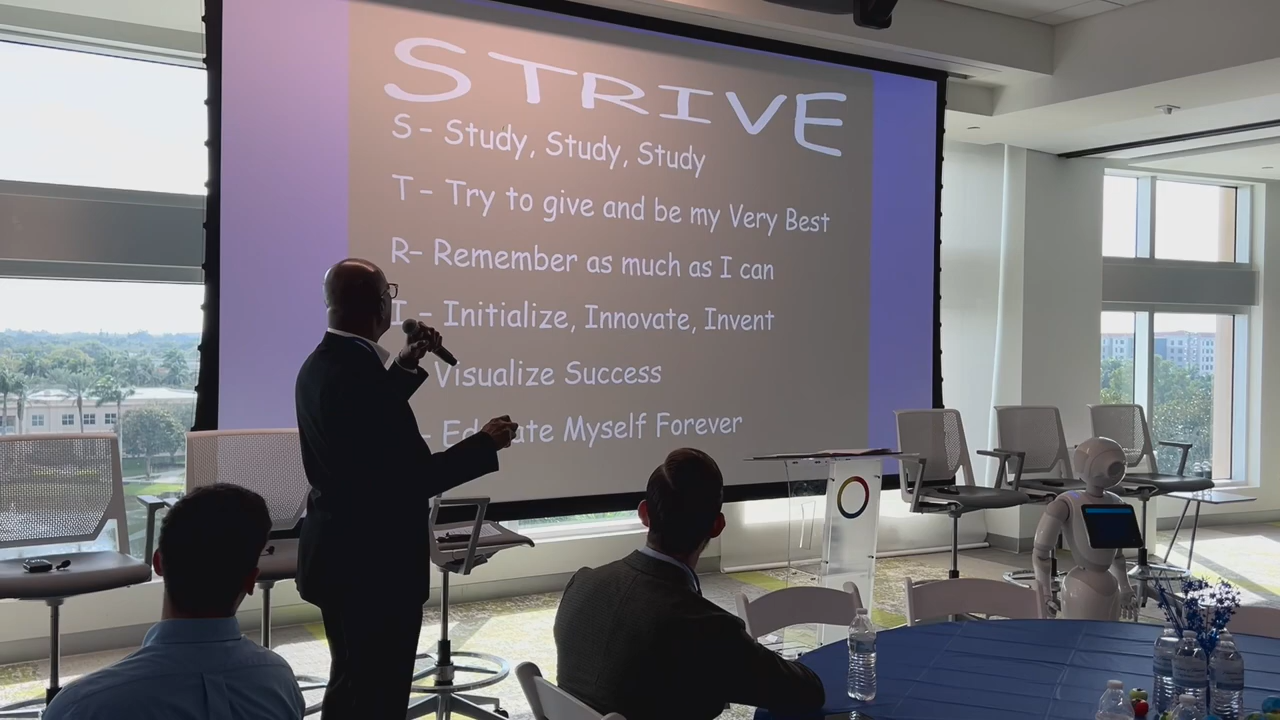 STRIVE
S - Study, Study, Study
T - Try to give and be my Very Best
R- Remember as much as I can
I - Initialize, Innovate, Invent
Visualize Success
- Educate Myself Forever